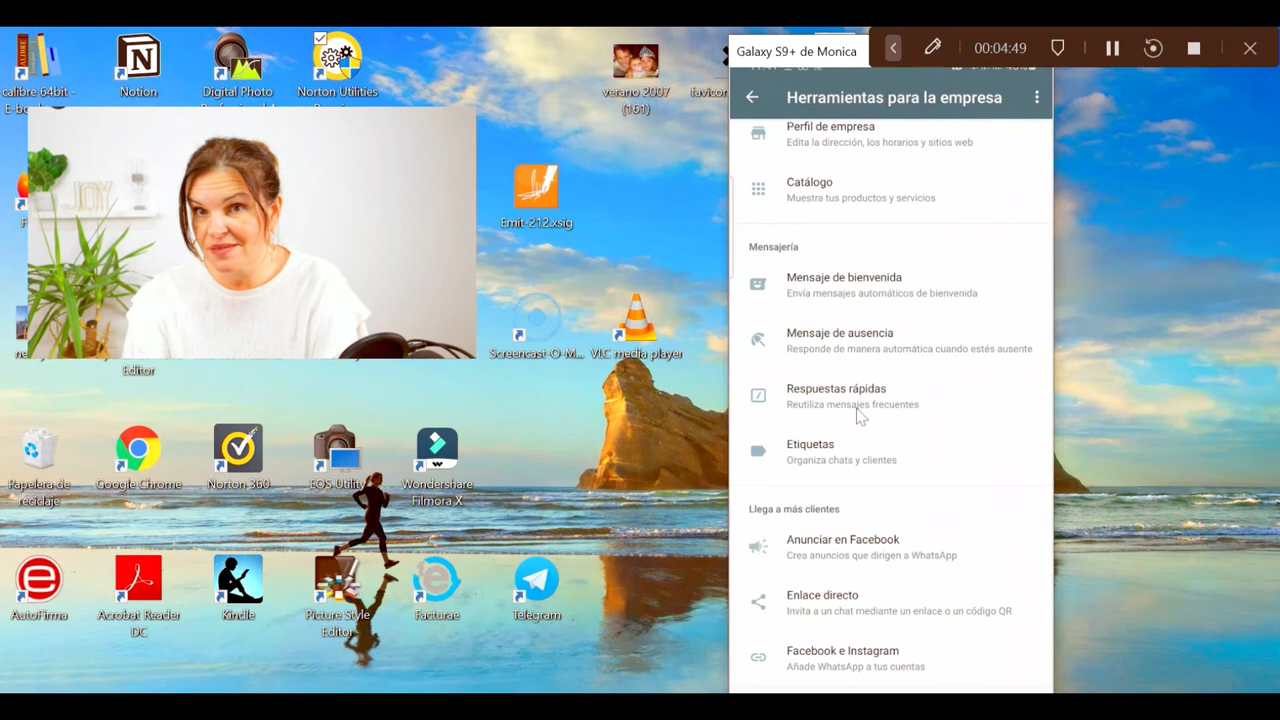 calibre 64bit -
E-bo
Notion
Digital Photo
Norton Utilities
verano 2007
(161)
favicon
JOY
Emit-212.xsig
Screencast-O-M...
VLC media player
Editor
Papelera de
reciclaje
Google Chrome
Norton 360
EOS Utility
Wondershare
Filmora X
AutoFirma
Acrobat Reader
DC
Kindle
Picture Style
Editor
Facturae
Telegram
Galaxy S9+ de Monica
00:04:49
Herramientas para la empresa
Perfil de empresa
Edita la dirección, los horarios y sitios web
Catálogo
Muestra tus productos y servicios
Mensajería
Mensaje de bienvenida
Envía mensajes automáticos de bienvenida
Mensaje de ausencia
Responde de manera automática cuando estés ausente
Respuestas rápidas
Reutiliza mensajes frecuentes
Etiquetas
Organiza chats y clientes
Llega a más clientes
Anunciar en Facebook
Crea anuncios que dirigen a WhatsApp
Enlace directo
Invita a un chat mediante un enlace o un código QR
Facebook e Instagram
Añade WhatsApp a tus cuentas